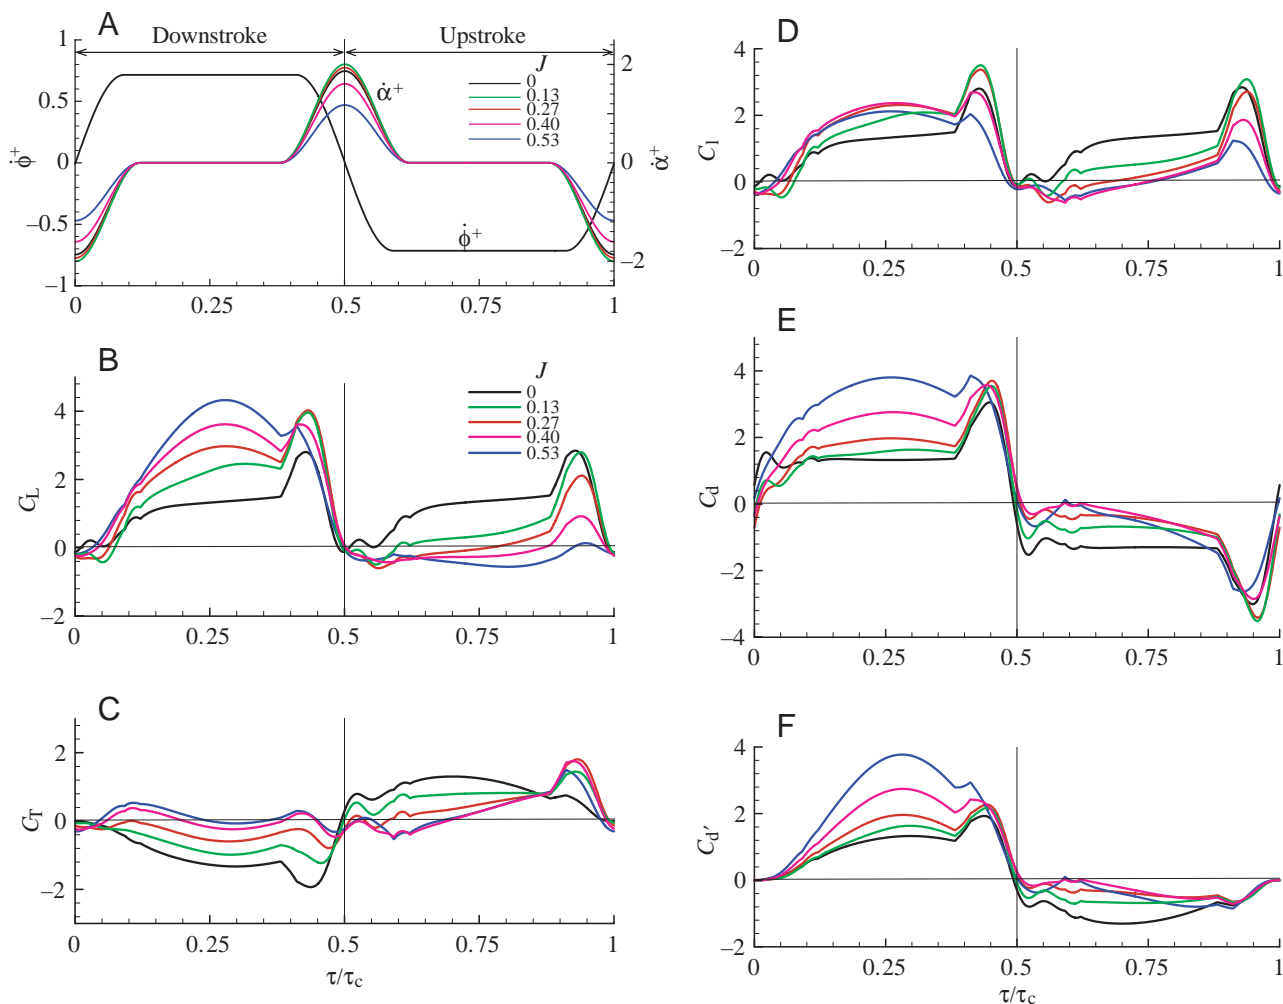 A
Downstroke
Upstroke
1
0.5
0
−0.5
−1
2
0
−2
ϕ̇⁺
α̇⁺
J
0
0.13
0.27
0.40
0.53
α̇⁺
ϕ̇⁺
0 0.25 0.5 0.75 1
B
4
2
0
−2
C_L
J
0
0.13
0.27
0.40
0.53
0 0.25 0.5 0.75 1
C
2
0
−2
C_T
0 0.25 0.5 0.75 1
τ/τ_c
D
4
2
0
−2
C_l
0 0.25 0.5 0.75 1
E
4
2
0
−2
−4
C_d
0 0.25 0.5 0.75 1
F
4
2
0
−2
C_d′
0 0.25 0.5 0.75 1
τ/τ_c